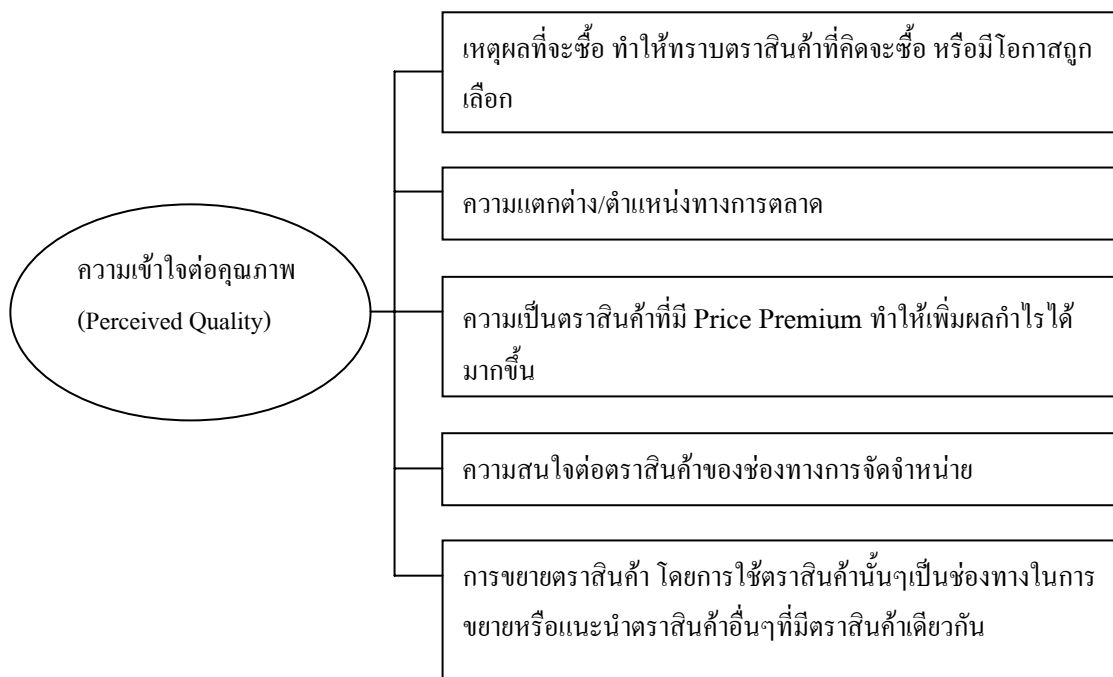 เหตุผลที่จะซื้อ ทำให้ทราบตราสินค้าที่คิดจะซื้อ หรือมีโอกาสถูก
เลือก
ความแตกต่าง/ตำแหน่งทางการตลาด
ความเข้าใจต่อคุณภาพ
(Perceived Quality)
ความเป็นตราสินค้าที่มี Price Premium ทำให้เพิ่มผลกำไรได้
มากขึ้น
ความสนใจต่อตราสินค้าของช่องทางการจัดจำหน่าย
การขยายตราสินค้า โดยการใช้ตราสินค้านั้นๆเป็นช่องทางในการ
ขยายหรือแนะนำตราสินค้าอื่นๆที่มีตราสินค้าเดียวกัน